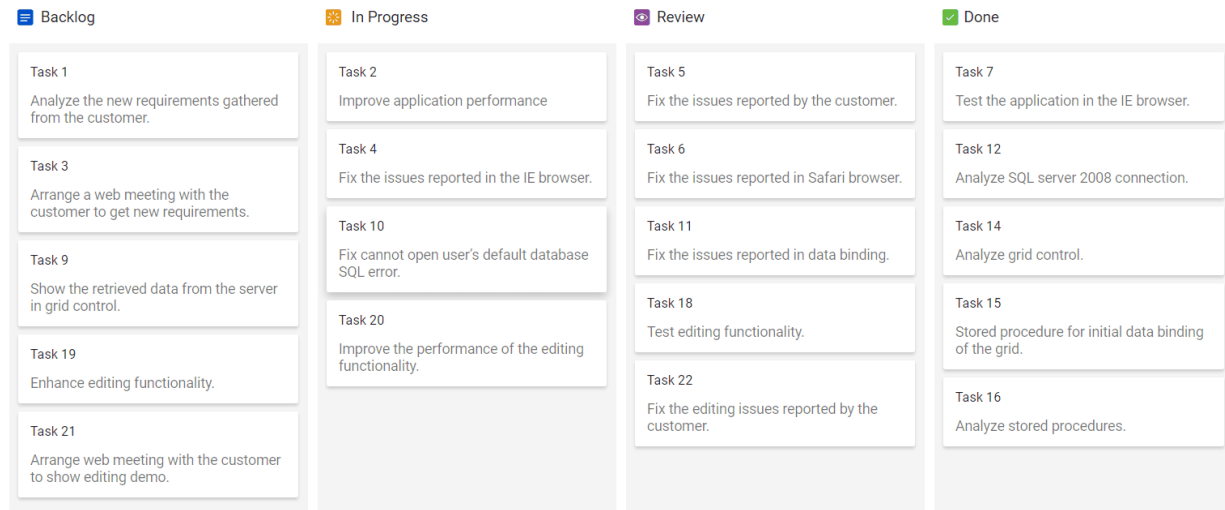 Backlog
Task 1
Analyze the new requirements gathered
from the customer.
Task 3
Arrange a web meeting with the
customer to get new requirements.
Task 9
Show the retrieved data from the server
in grid control.
Task 19
Enhance editing functionality.
Task 21
Arrange web meeting with the customer
to show editing demo.
In Progress
Task 2
Improve application performance
Task 4
Fix the issues reported in the IE browser.
Task 10
Fix cannot open user's default database
SQL error.
Task 20
Improve the performance of the editing
functionality.
Review
Task 5
Fix the issues reported by the customer.
Task 6
Fix the issues reported in Safari browser.
Task 11
Fix the issues reported in data binding.
Task 18
Test editing functionality.
Task 22
Fix the editing issues reported by the
customer.
Done
Task 7
Test the application in the IE browser.
Task 12
Analyze SQL server 2008 connection.
Task 14
Analyze grid control.
Task 15
Stored procedure for initial data binding
of the grid.
Task 16
Analyze stored procedures.